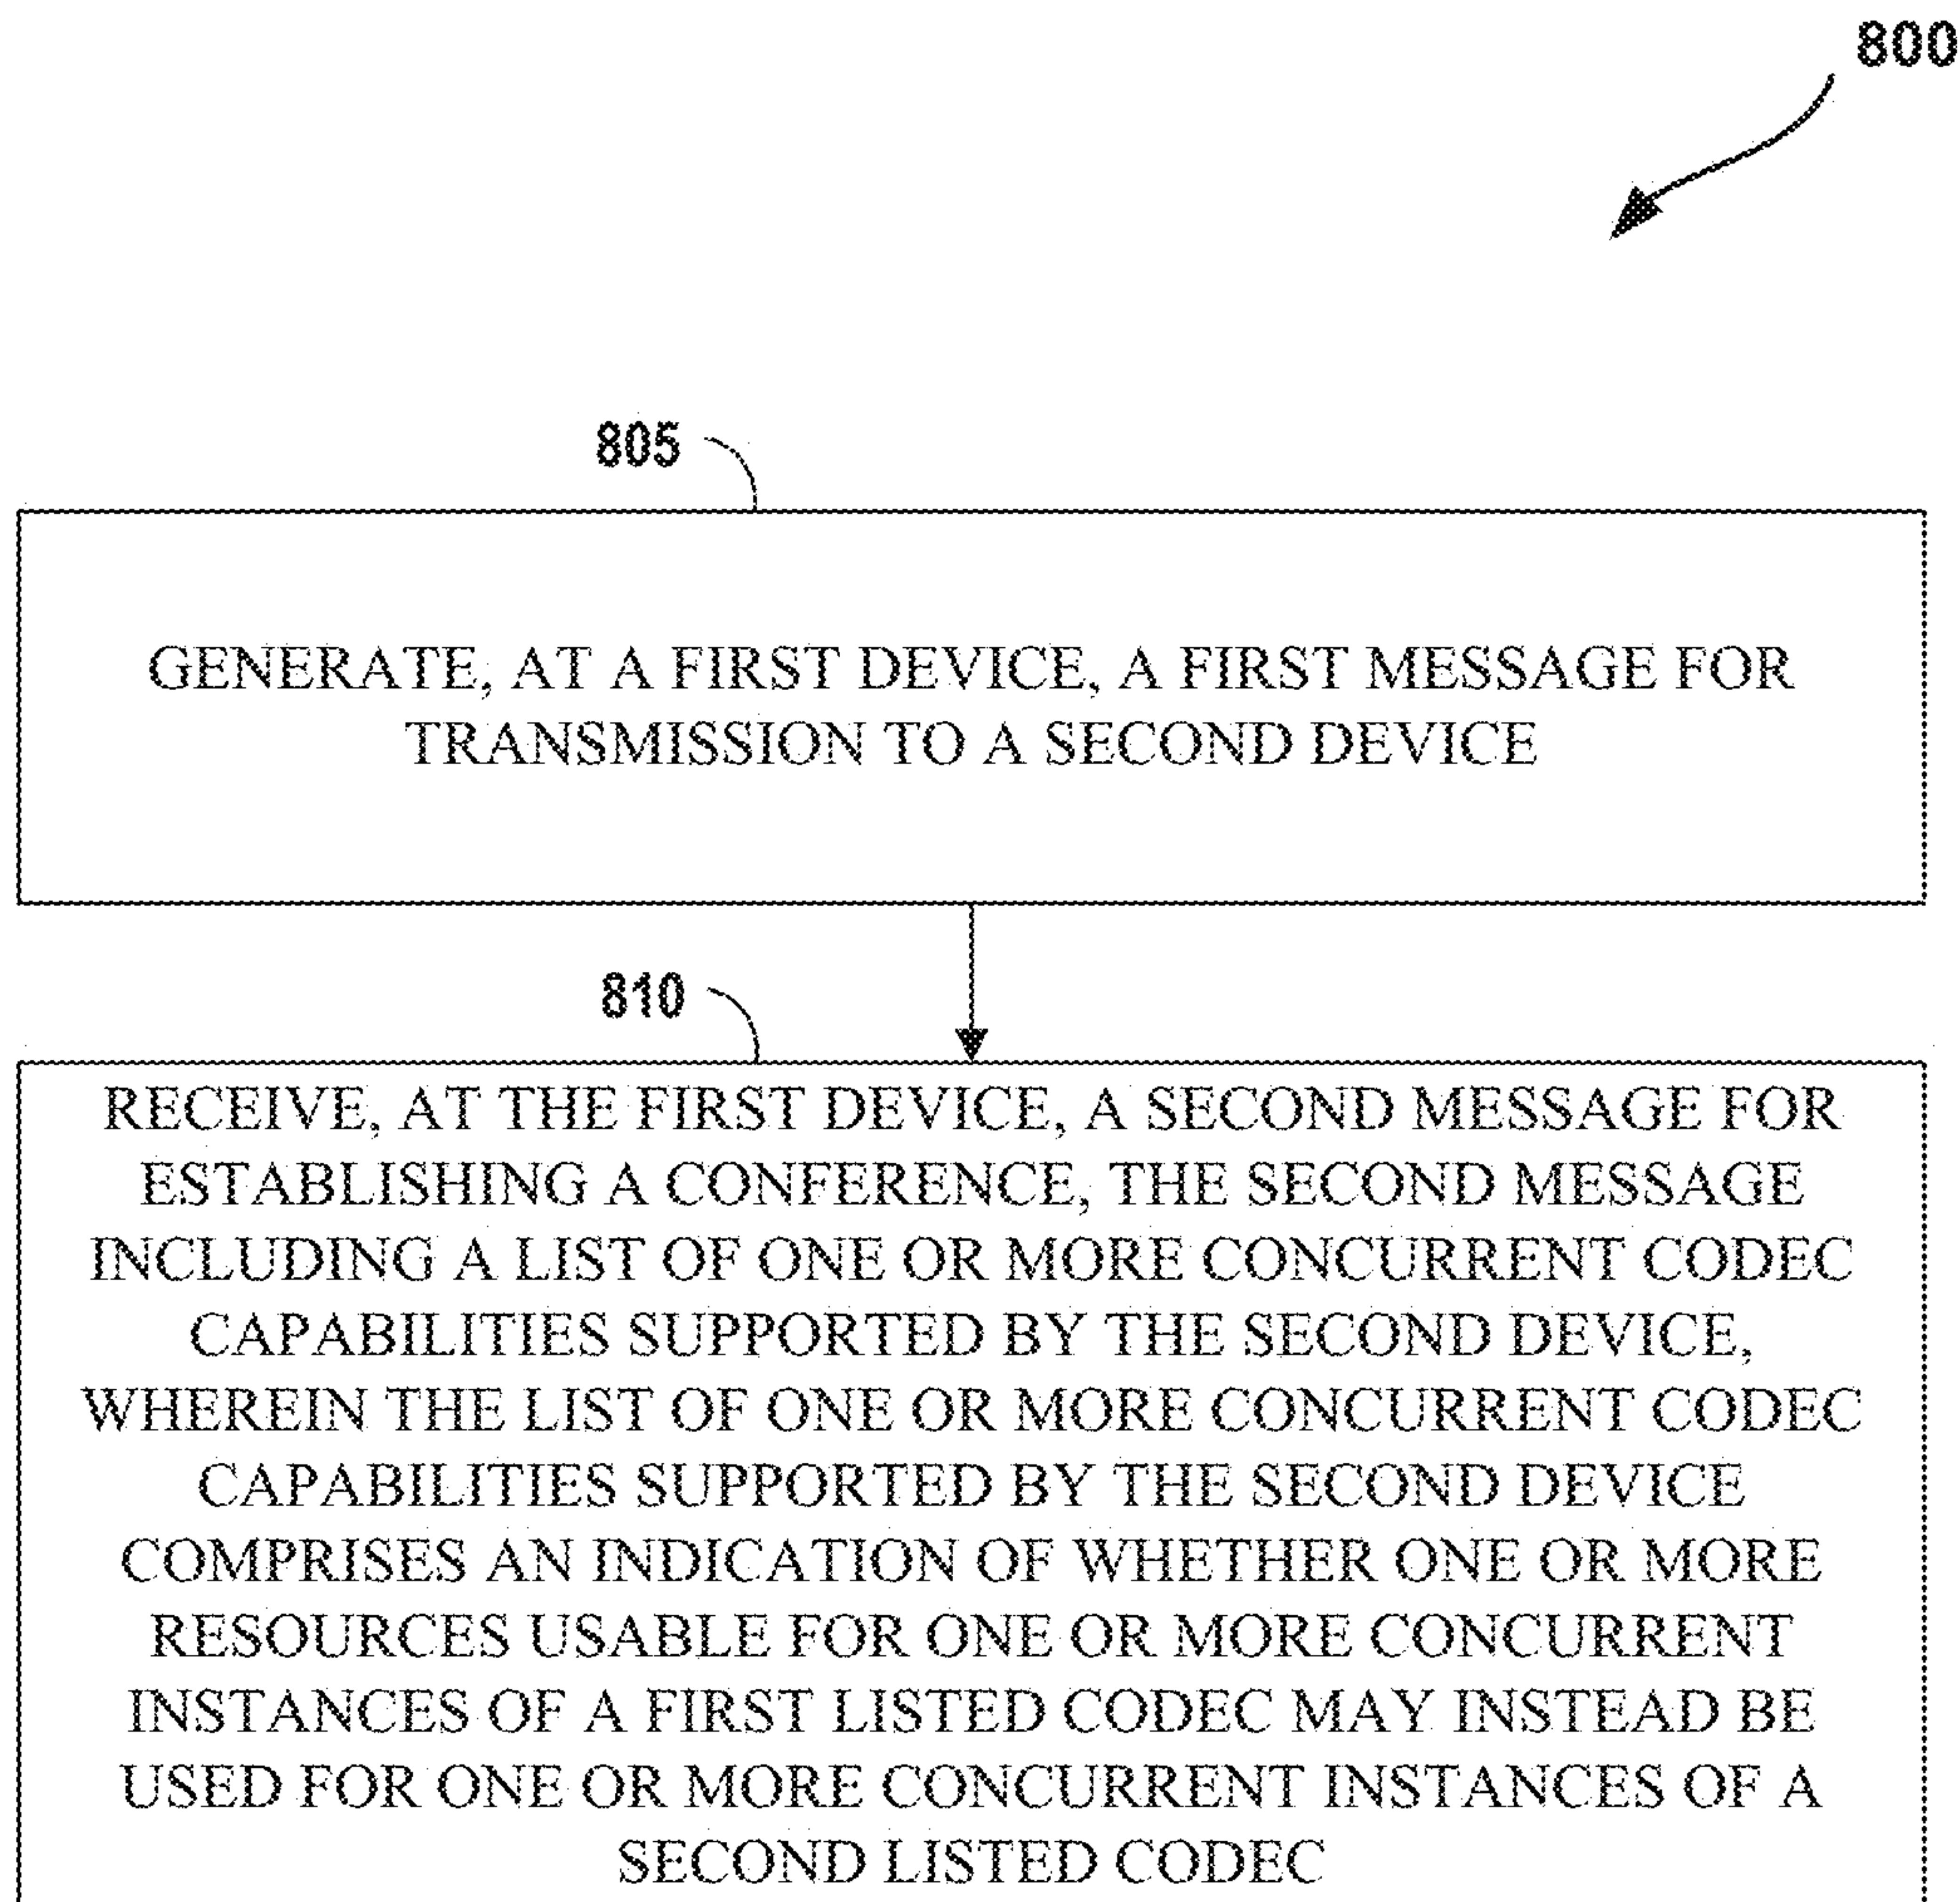 800
805
GENERATE, AT A FIRST DEVICE, A FIRST MESSAGE FOR
TRANSMISSION TO A SECOND DEVICE
810
RECEIVE, AT THE FIRST DEVICE, A SECOND MESSAGE FOR
ESTABLISHING A CONFERENCE, THE SECOND MESSAGE
INCLUDING A LIST OF ONE OR MORE CONCURRENT CODEC
CAPABILITIES SUPPORTED BY THE SECOND DEVICE,
WHEREIN THE LIST OF ONE OR MORE CONCURRENT CODEC
CAPABILITIES SUPPORTED BY THE SECOND DEVICE
COMPRISES AN INDICATION OF WHETHER ONE OR MORE
RESOURCES USABLE FOR ONE OR MORE CONCURRENT
INSTANCES OF A FIRST LISTED CODEC MAY INSTEAD BE
USED FOR ONE OR MORE CONCURRENT INSTANCES OF A
SECOND LISTED CODEC